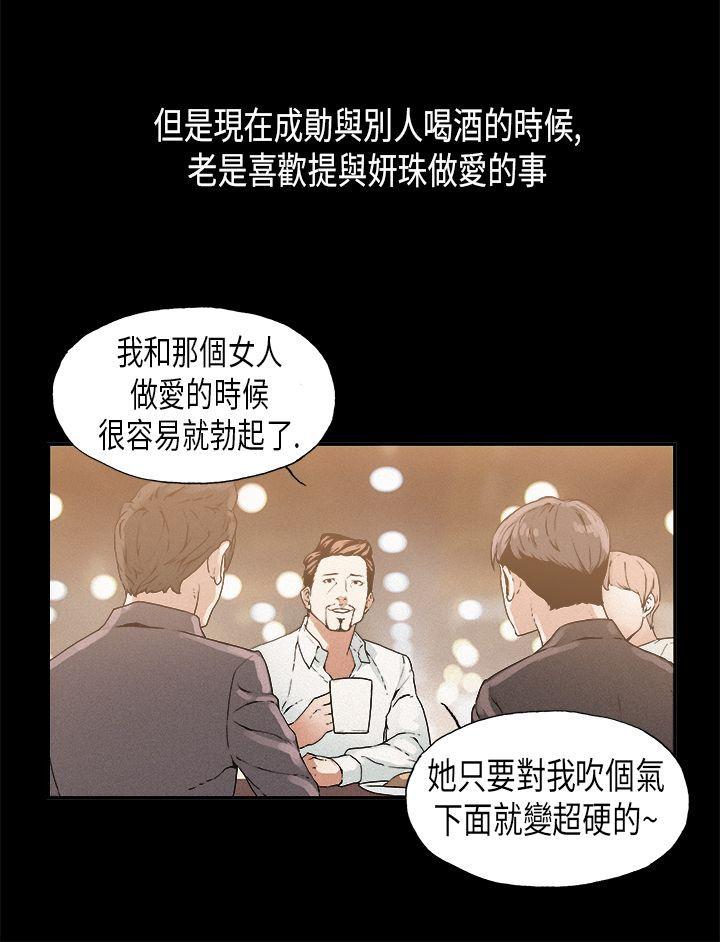 但是現在成勛與別人喝酒的時候,
老是喜歡提與妍珠做愛的事
我和那個女人
做愛的時候
很容易就勃起了.
她只要對我吹個氣
下面就變超硬的~